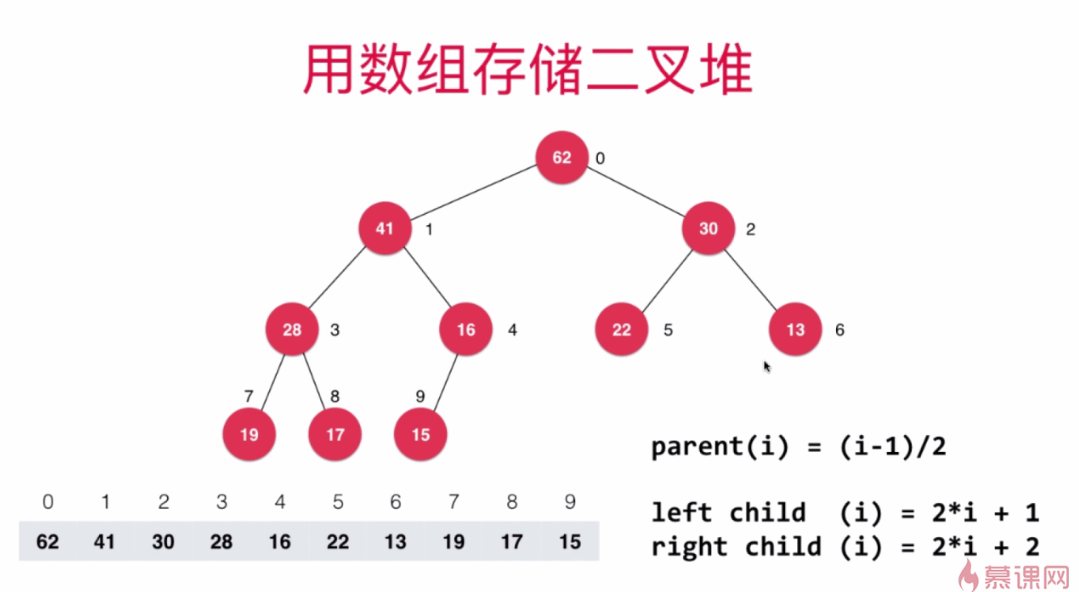 用数组存储二叉堆
62 0
41 1 30 2
28 3 16 4 22 5 13 6
7 8 9
19 17 15
parent(i) = (i-1)/2
0 1 2 3 4 5 6 7 8 9
62 41 30 28 16 22 13 19 17 15
left child (i) = 2*i + 1
right child (i) = 2*i + 2
慕课网